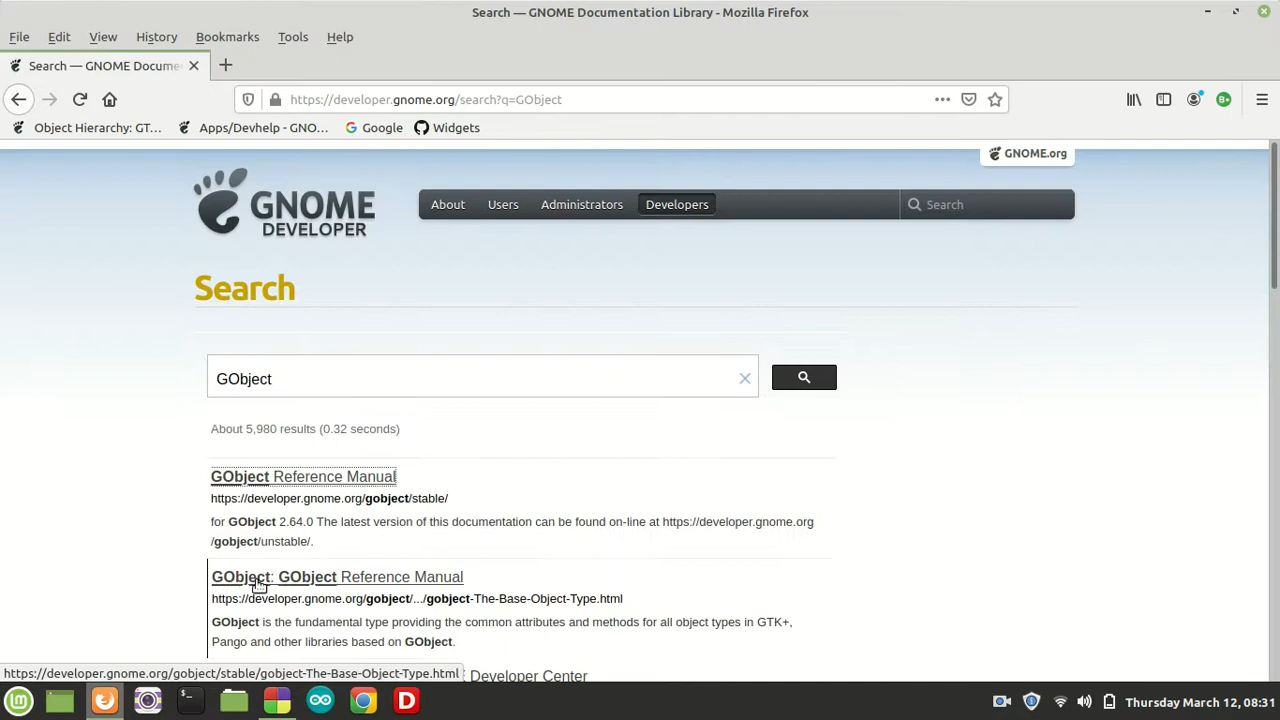 Search — GNOME Documentation Library - Mozilla Firefox
File Edit View History Bookmarks Tools Help
Search — GNOME Docume
https://developer.gnome.org/search?q=GObject
Object Hierarchy: GT... Apps/Devhelp - GNO... Google Widgets
GNOME.org
GNOME DEVELOPER
About Users Administrators Developers Search
Search
GObject
About 5,980 results (0.32 seconds)
GObject Reference Manual
https://developer.gnome.org/gobject/stable/
for GObject 2.64.0 The latest version of this documentation can be found on-line at https://developer.gnome.org
/gobject/unstable/.
GObject: GObject Reference Manual
https://developer.gnome.org/gobject/.../gobject-The-Base-Object-Type.html
GObject is the fundamental type providing the common attributes and methods for all object types in GTK+,
Pango and other libraries based on GObject.
https://developer.gnome.org/gobject/stable/gobject-The-Base-Object-Type.html Developer Center
Thursday March 12, 08:31